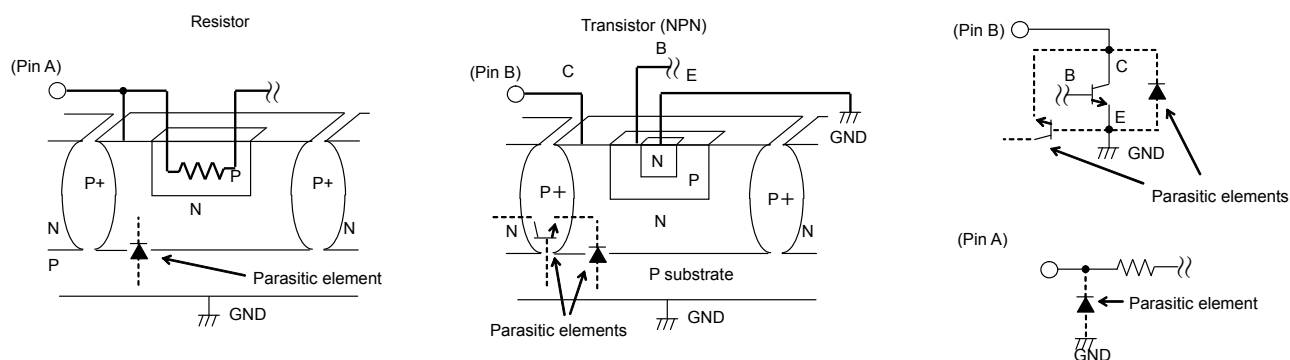 Resistor
(Pin A)
P+
P
P+
N
N
N
P
Parasitic element
GND
Transistor (NPN)
B
(Pin B)
C
E
GND
N
P+
P
P+
N
N
N
P substrate
Parasitic elements
GND
(Pin B)
C
B
E
GND
Parasitic elements
(Pin A)
Parasitic element
GND